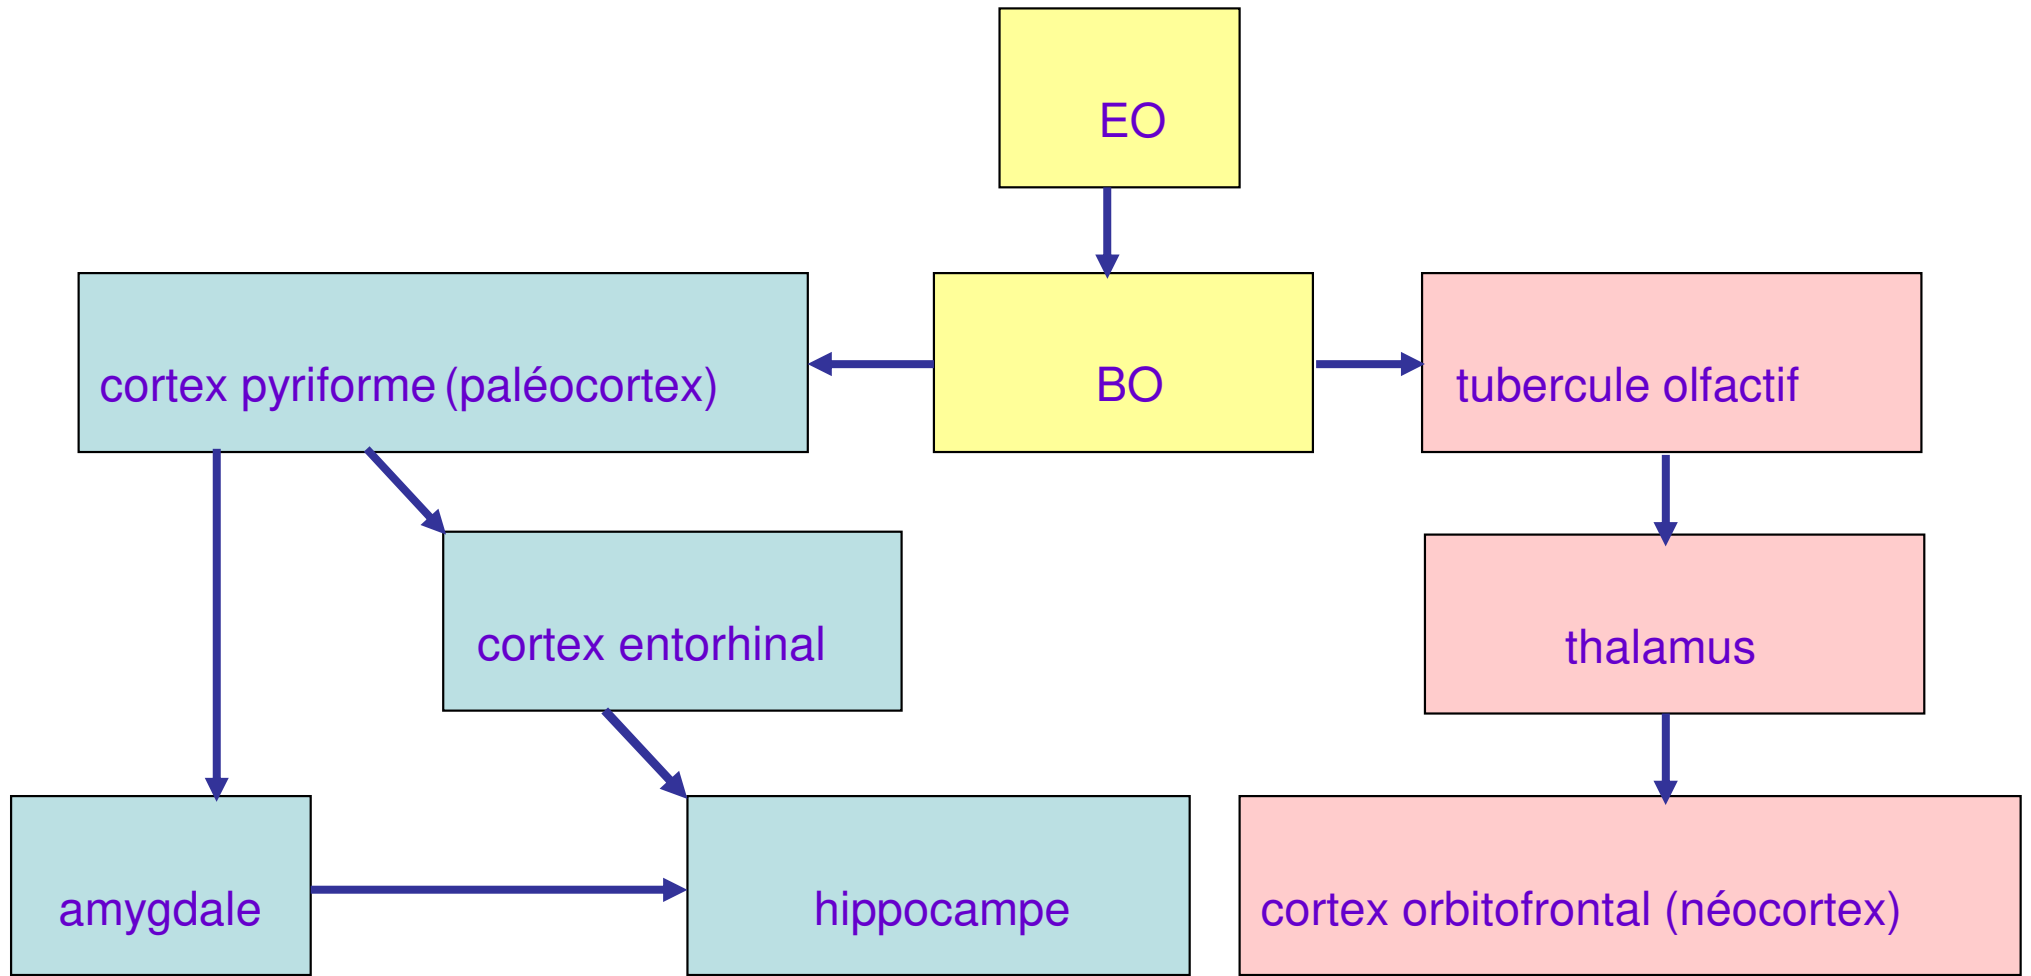 EO
cortex pyriforme (paléocortex)
BO
tubercule olfactif
cortex entorhinal
thalamus
amygdale
hippocampe
cortex orbitofrontal (néocortex)